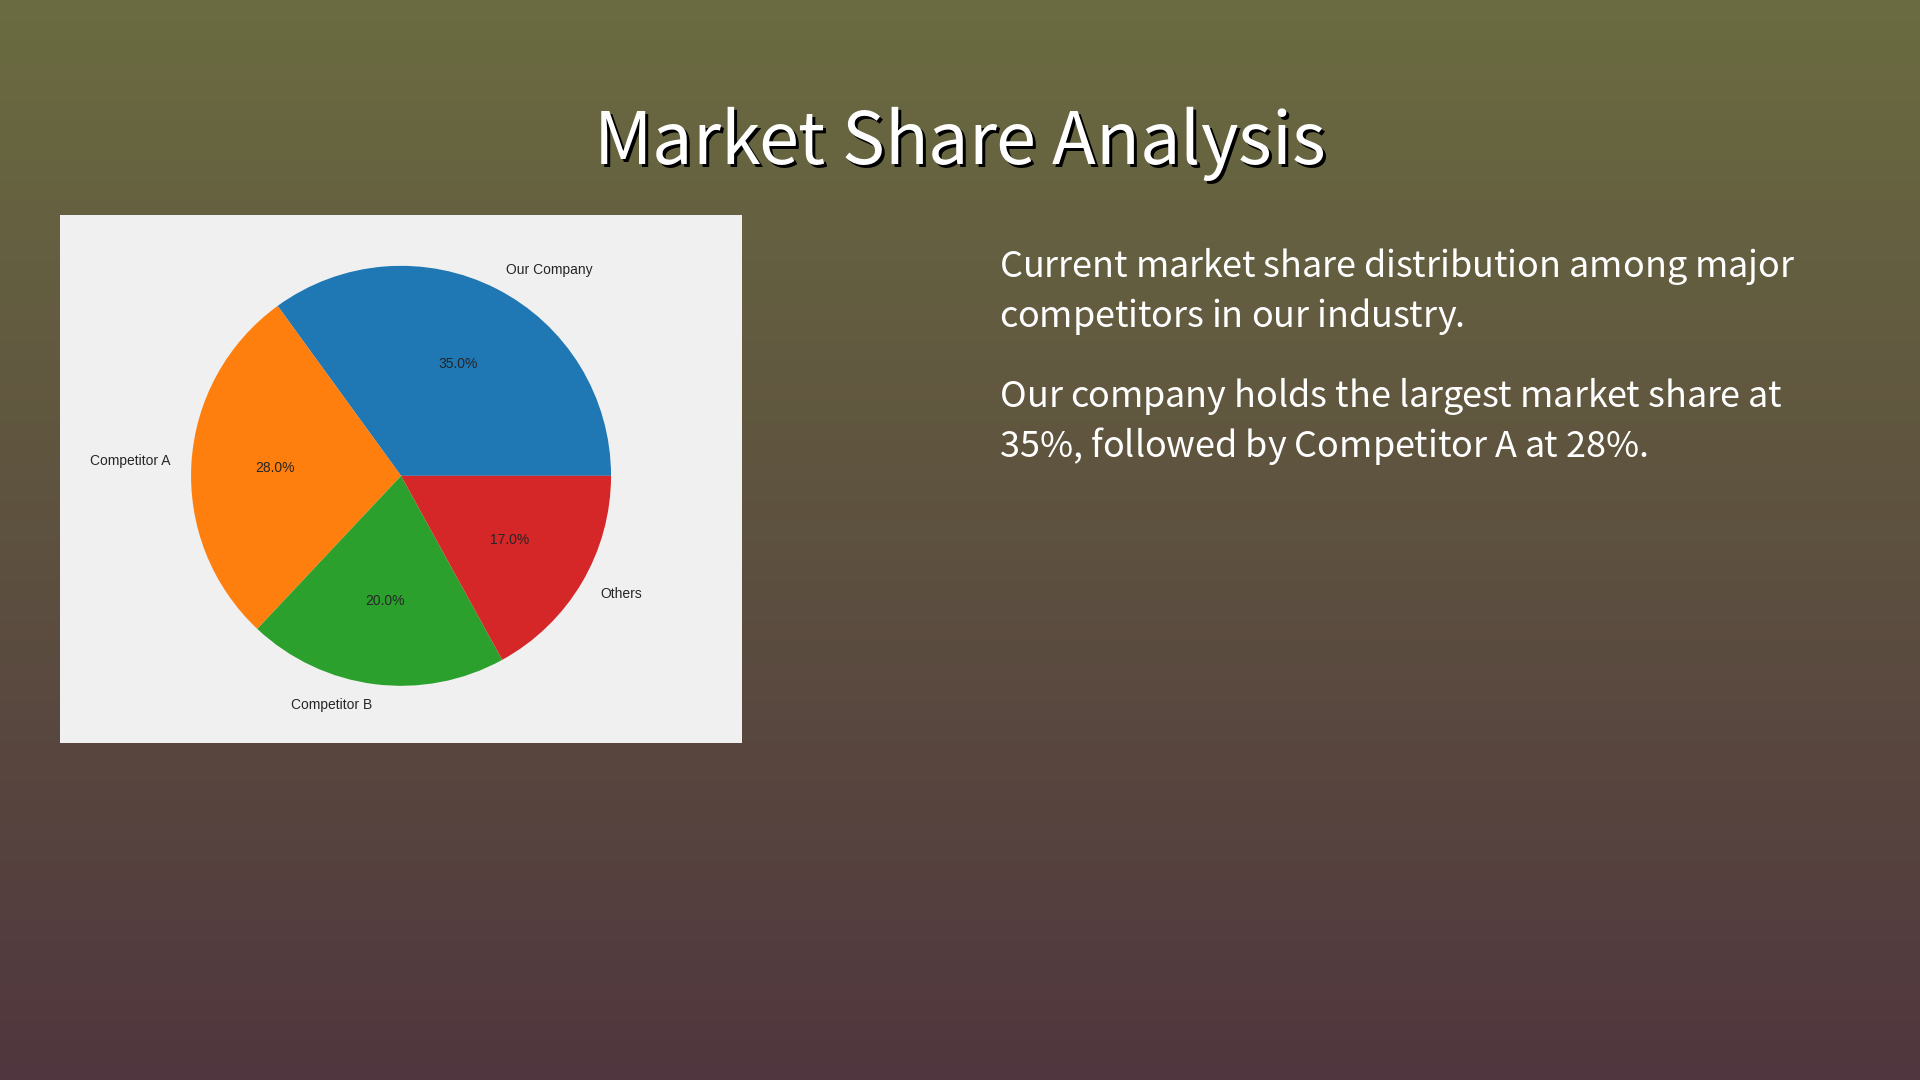 Market Share Analysis
Our Company
35.0%
Competitor A
28.0%
17.0%
Others
20.0%
Competitor B
Current market share distribution among major
competitors in our industry.
Our company holds the largest market share at
35%, followed by Competitor A at 28%.